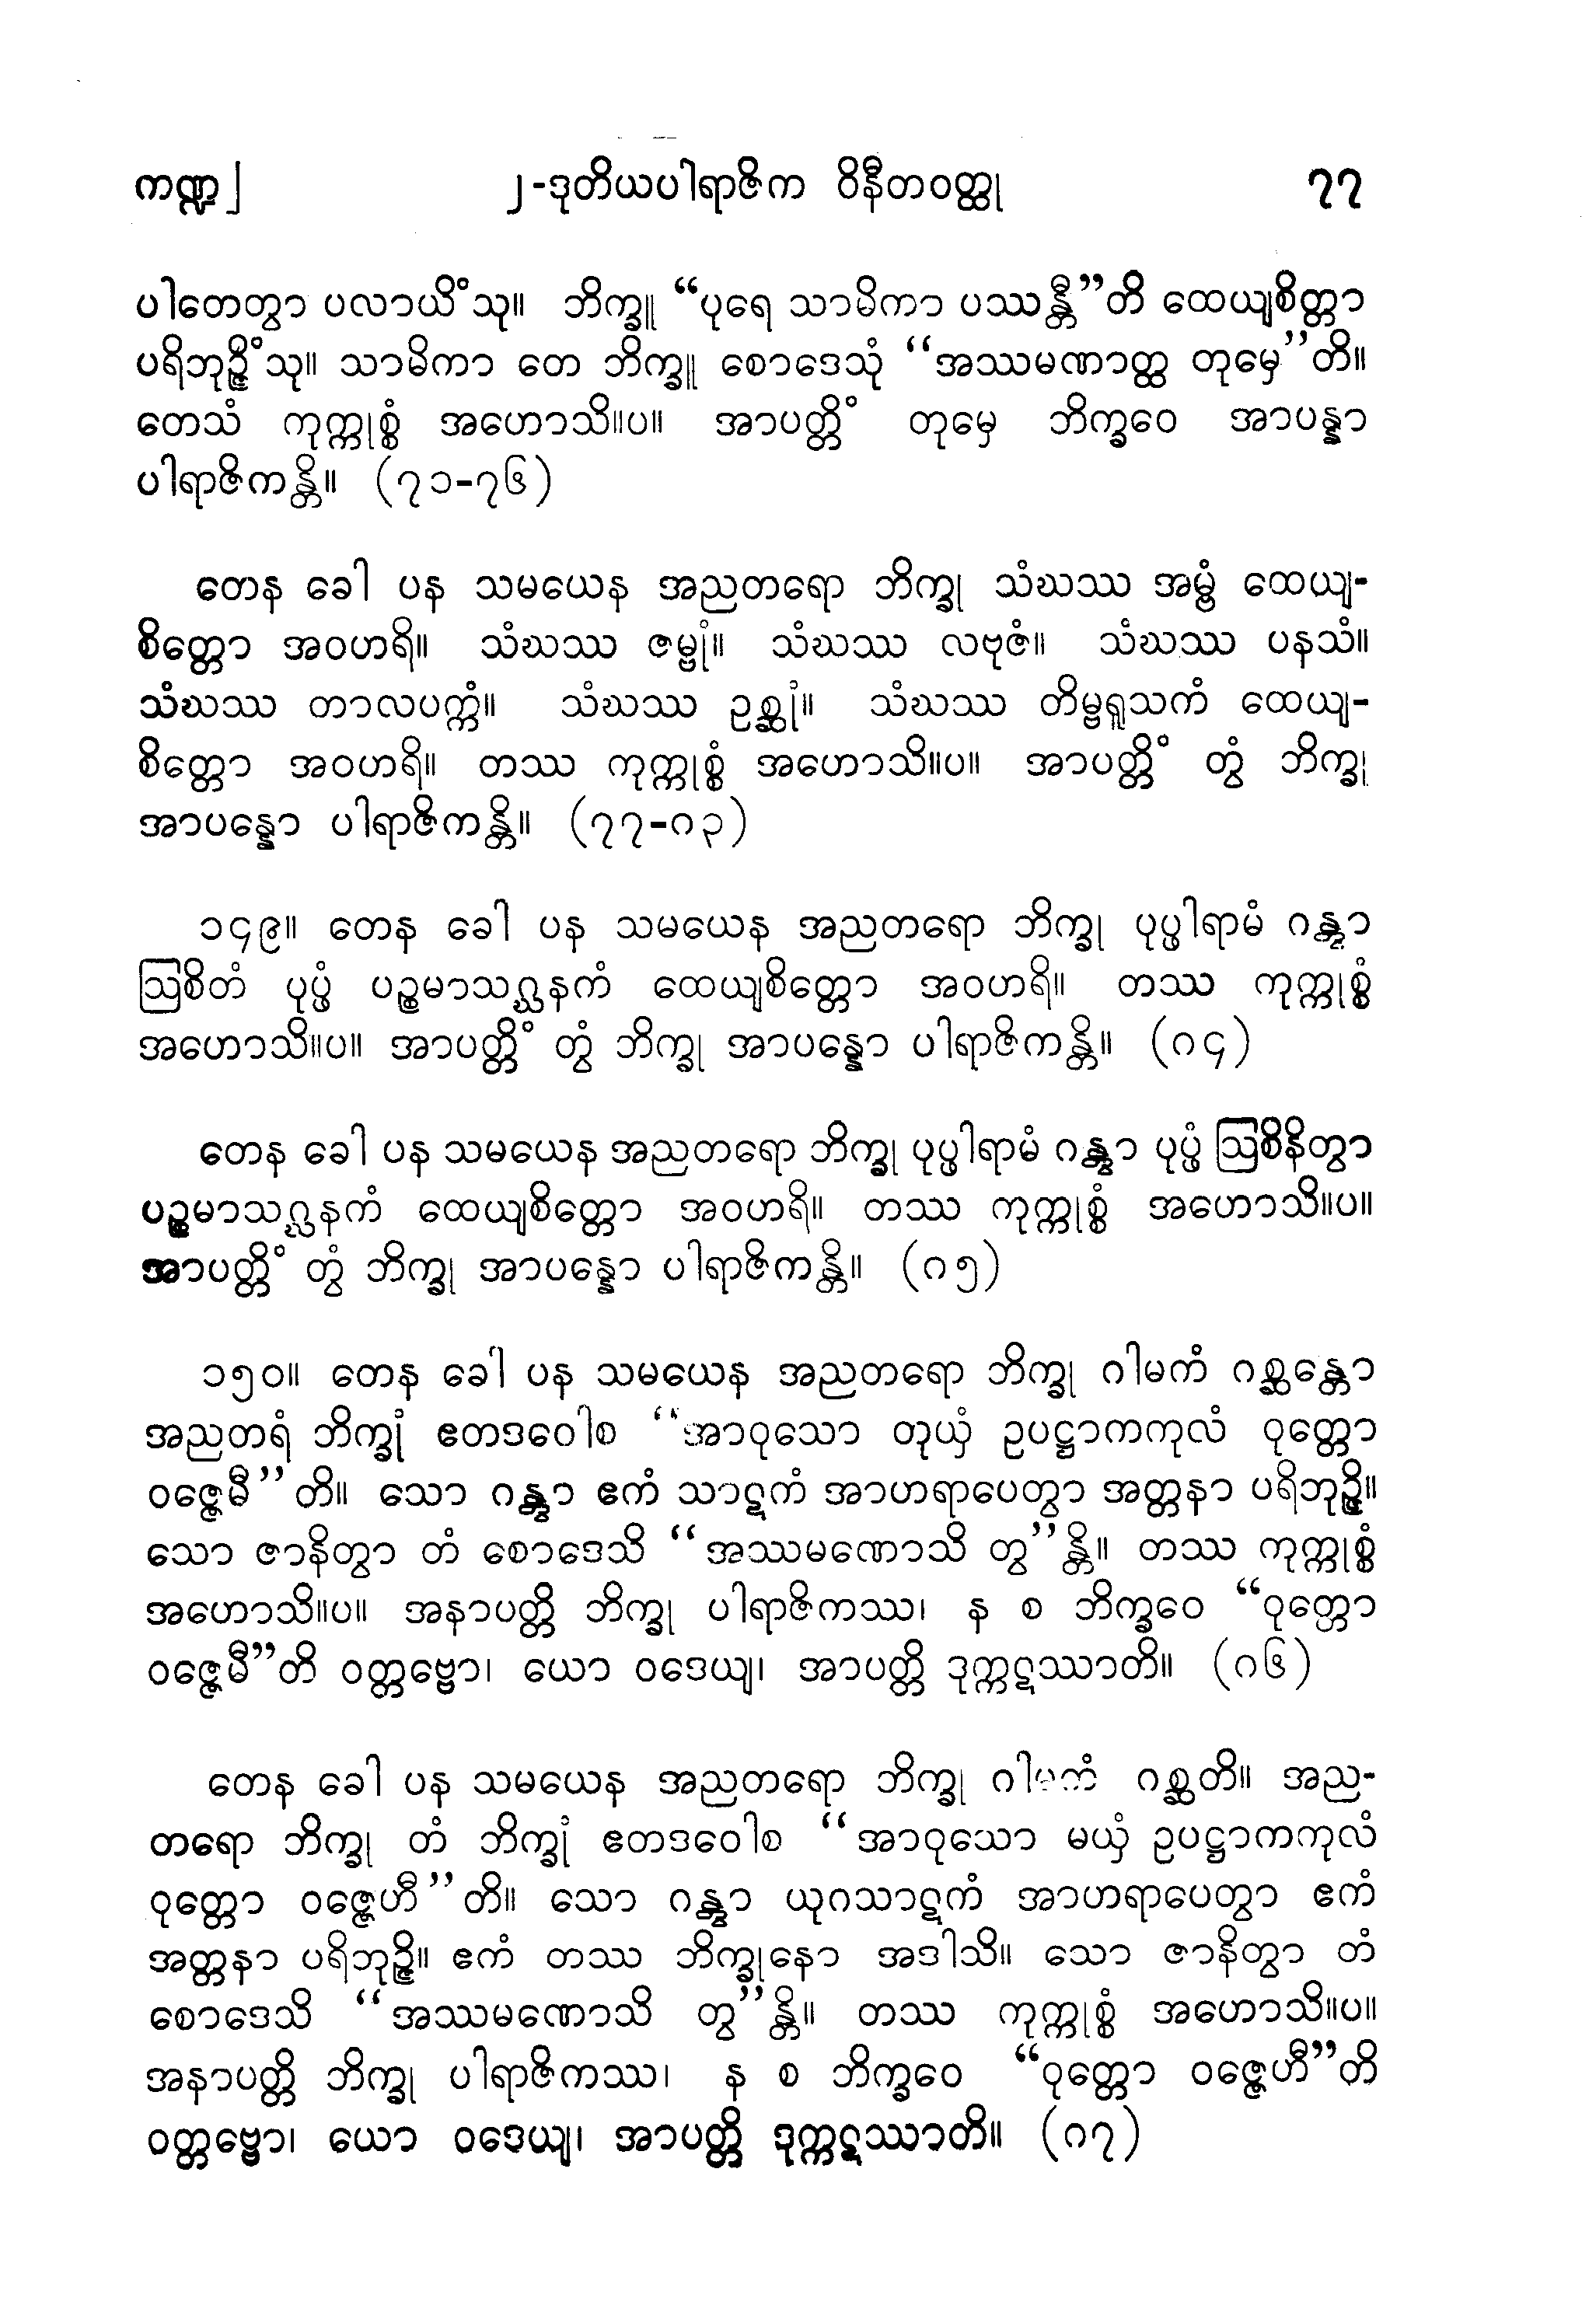 ကဏ္ဍ]
၂-ဒုတိယပါရာဇိက ဝိနီတဝတ္ထု
၇၇
ပါတေတွာ ပလာယိံသု။ ဘိက္ခူ “ပုရေ သာမိကာ ပဿန္တီ”တိ ထေယျစိတ္တာ
ပရိဘုဉ္ဇိံသု။ သာမိကာ တေ ဘိက္ခူ စောဒေသုံ “အဿမဏာတ္ထ တုမှေ”တိ။
တေသံ ကုက္ကုစ္စံ အဟောသိ။ပ။ အာပတ္တိံ တုမှေ ဘိက္ခဝေ အာပန္နာ
ပါရာဇိကန္တိ။ (၇၁-၇၆)
တေန ခေါ ပန သမယေန အညတရော ဘိက္ခု သံဃဿ အမ္ဗံ ထေယျ-
စိတ္တော အဝဟရိ။ သံဃဿ ဇမ္ဗုံ။ သံဃဿ လဗုဇံ။ သံဃဿ ပနသံ။
သံဃဿ တာလပက္ကံ။ သံဃဿ ဥစ္ဆုံ။ သံဃဿ တိမ္ဗရူသကံ ထေယျ-
စိတ္တော အဝဟရိ။ တဿ ကုက္ကုစ္စံ အဟောသိ။ပ။ အာပတ္တိံ တွံ ဘိက္ခု
အာပန္နော ပါရာဇိကန္တိ။ (၇၇-၈၃)
၁၄၉။ တေန ခေါ ပန သမယေန အညတရော ဘိက္ခု ပုပ္ဖါရာမံ ဂန္တွာ
ဩစိတံ ပုပ္ဖံ ပဉ္စမာသဂ္ဃနကံ ထေယျစိတ္တော အဝဟရိ။ တဿ ကုက္ကုစ္စံ
အဟောသိ။ပ။ အာပတ္တိံ တွံ ဘိက္ခု အာပန္နော ပါရာဇိကန္တိ။ (၈၄)
တေန ခေါ ပန သမယေန အညတရော ဘိက္ခု ပုပ္ဖါရာမံ ဂန္တွာ ပုပ္ဖံ ဩစိနိတွာ
ပဉ္စမာသဂ္ဃနကံ ထေယျစိတ္တော အဝဟရိ။ တဿ ကုက္ကုစ္စံ အဟောသိ။ပ။
အာပတ္တိံ တွံ ဘိက္ခု အာပန္နော ပါရာဇိကန္တိ။ (၈၅)
၁၅၀။ တေန ခေါ ပန သမယေန အညတရော ဘိက္ခု ဂါမကံ ဂစ္ဆန္တော
အညတရံ ဘိက္ခုံ ဧတဒဝေါစ “အာဝုသော တုယှံ ဥပဋ္ဌာကကုလံ ဝုတ္တော
ဝဇ္ဇေမီ”တိ။ သော ဂန္တွာ ဧကံ သာဋကံ အာဟရာပေတွာ အတ္တနာ ပရိဘုဉ္ဇိ။
သော ဇာနိတွာ တံ စောဒေသိ “အဿမဏောသိ တွ”န္တိ။ တဿ ကုက္ကုစ္စံ
အဟောသိ။ပ။ အနာပတ္တိ ဘိက္ခု ပါရာဇိကဿ၊ န စ ဘိက္ခဝေ “ဝုတ္တော
ဝဇ္ဇေမီ”တိ ဝတ္တဗ္ဗော၊ ယော ဝဒေယျ၊ အာပတ္တိ ဒုက္ကဋဿာတိ။ (၈၆)
တေန ခေါ ပန သမယေန အညတရော ဘိက္ခု ဂါမကံ ဂစ္ဆတိ။ အည-
တရော ဘိက္ခု တံ ဘိက္ခုံ ဧတဒဝေါစ “အာဝုသော မယှံ ဥပဋ္ဌာကကုလံ
ဝုတ္တော ဝဇ္ဇေဟီ”တိ။ သော ဂန္တွာ ယုဂသာဋကံ အာဟရာပေတွာ ဧကံ
အတ္တနာ ပရိဘုဉ္ဇိ။ ဧကံ တဿ ဘိက္ခုနော အဒါသိ။ သော ဇာနိတွာ တံ
စောဒေသိ “အဿမဏောသိ တွ”န္တိ။ တဿ ကုက္ကုစ္စံ အဟောသိ။ပ။
အနာပတ္တိ ဘိက္ခု ပါရာဇိကဿ၊ န စ ဘိက္ခဝေ “ဝုတ္တော ဝဇ္ဇေဟီ”တိ
ဝတ္တဗ္ဗော၊ ယော ဝဒေယျ၊ အာပတ္တိ ဒုက္ကဋဿာတိ။ (၈၇)